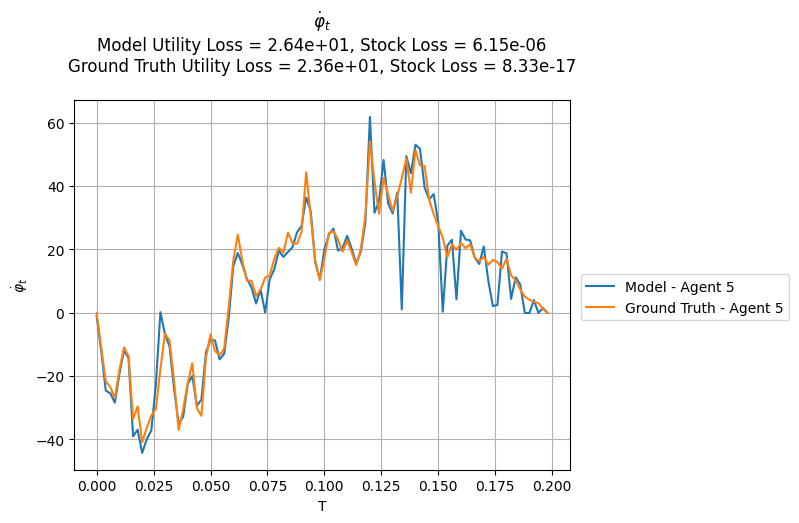 φ̇ₜ
Model Utility Loss = 2.64e+01, Stock Loss = 6.15e-06
Ground Truth Utility Loss = 2.36e+01, Stock Loss = 8.33e-17
60
40
20
0
−20
−40
φ̇ₜ
0.000 0.025 0.050 0.075 0.100 0.125 0.150 0.175 0.200
T
Model - Agent 5
Ground Truth - Agent 5